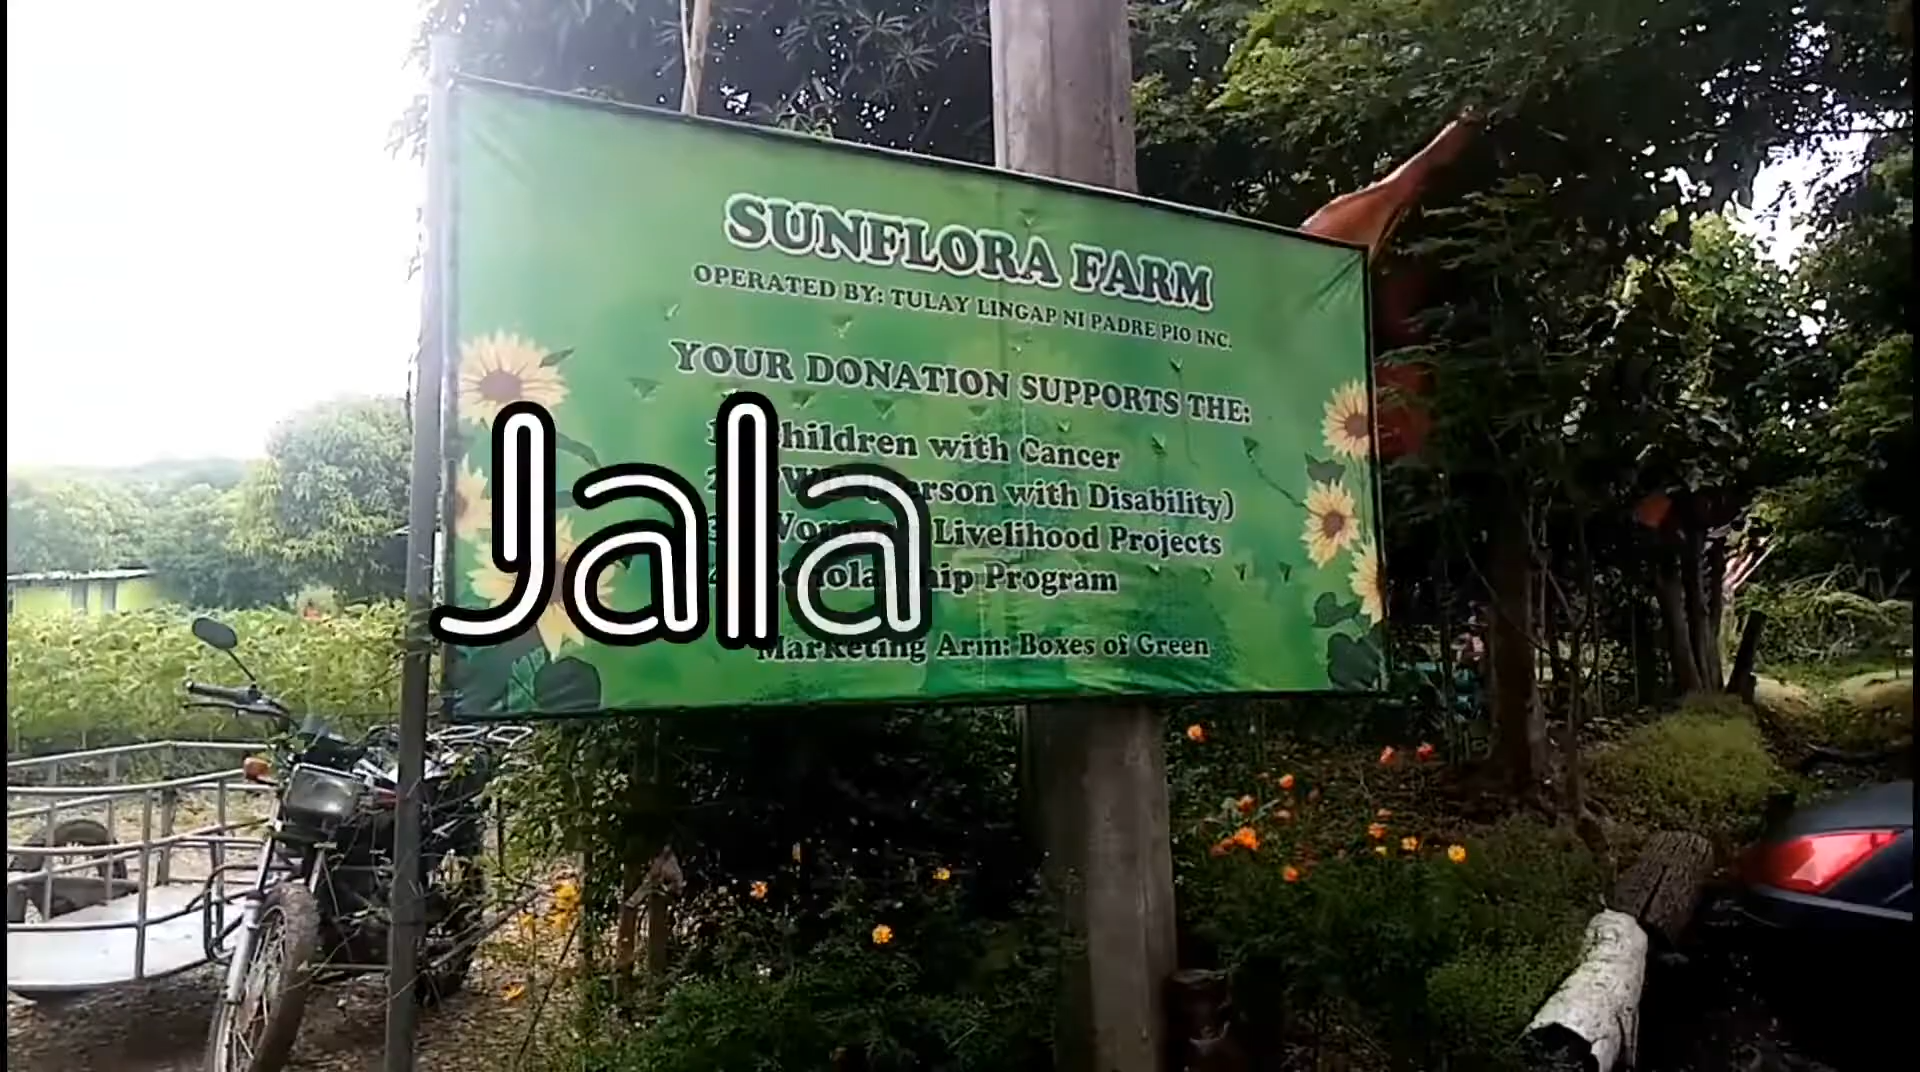 SUNFLORA FARM
OPERATED BY: TULAY LINGAP NI PADRE PIO INC.
YOUR DONATION SUPPORTS THE:
Children with Cancer
(Person with Disability)
Livelihood Projects
Scholarship Program
Marketing Arm: Boxes of Green
Jala